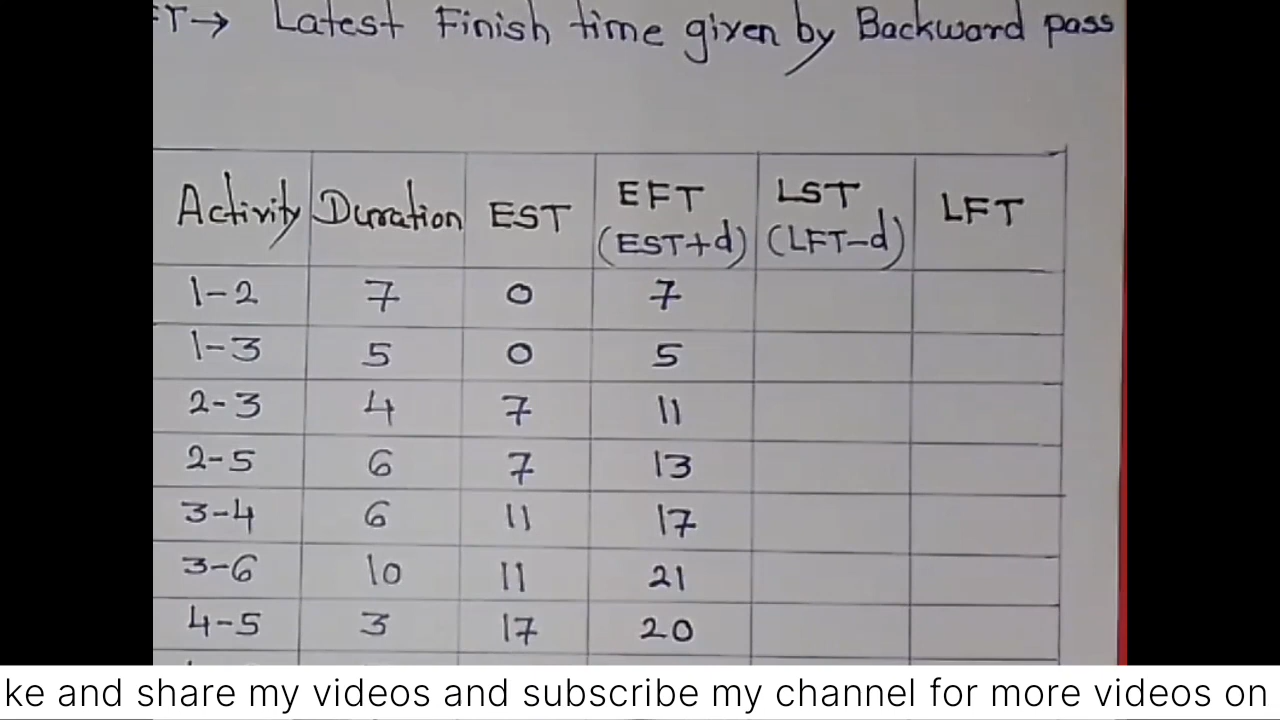 FT→ Latest Finish time given by Backward pass
Activity Duration EST EFT (EST+d) LST (LFT-d) LFT
1-2 7 0 7
1-3 5 0 5
2-3 4 7 11
2-5 6 7 13
3-4 6 11 17
3-6 10 11 21
4-5 3 17 20
ke and share my videos and subscribe my channel for more videos on